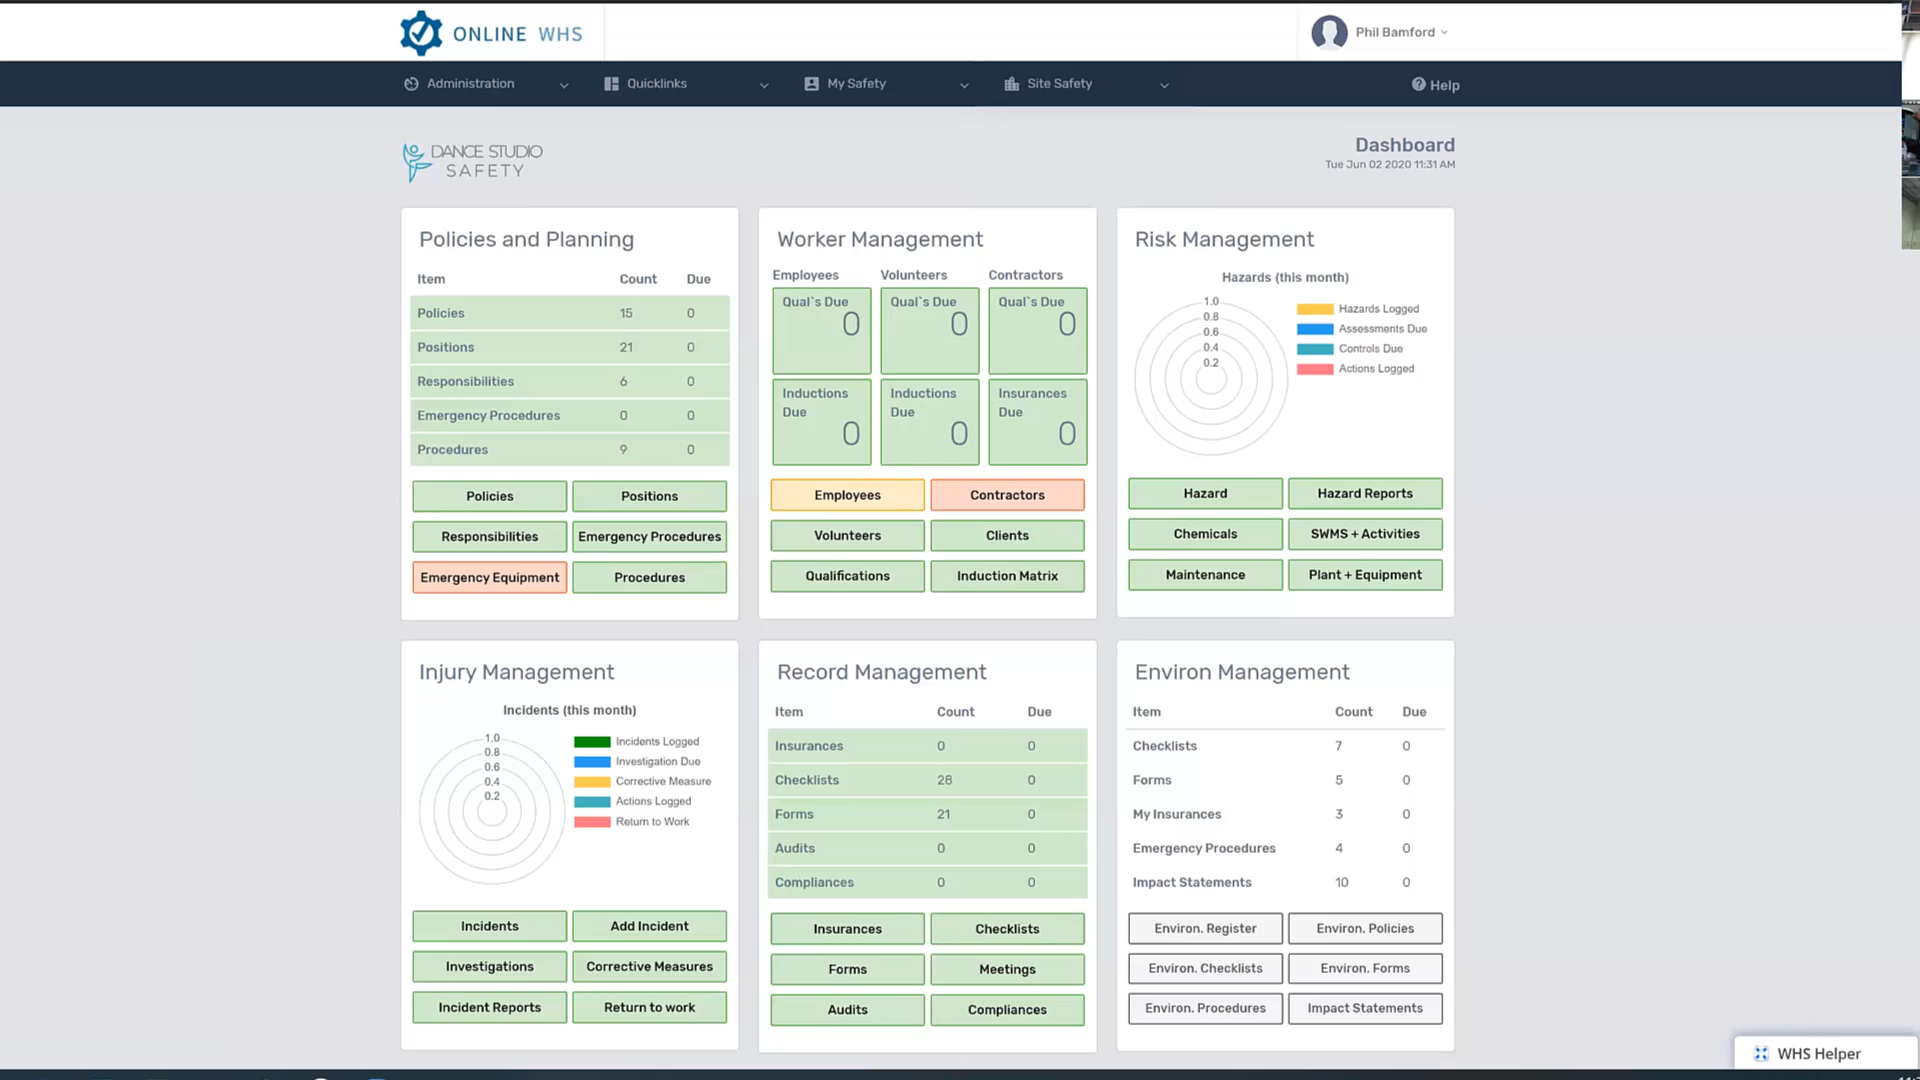 ONLINE WHS
Phil Bamford
Administration
Quicklinks
My Safety
Site Safety
Help
DANCE STUDIO
SAFETY
Dashboard
Tue Jun 02 2020 11:31 AM
Policies and Planning
Item Count Due
Policies 15 0
Positions 21 0
Responsibilities 6 0
Emergency Procedures 0 0
Procedures 9 0
Policies Positions
Responsibilities Emergency Procedures
Emergency Equipment Procedures
Worker Management
Employees Volunteers Contractors
Qual`s Due Qual`s Due Qual`s Due
0 0 0
Inductions Inductions Insurances
Due Due Due
0 0 0
Employees Contractors
Volunteers Clients
Qualifications Induction Matrix
Risk Management
Hazards (this month)
1.0
0.8
0.6
0.4
0.2
Hazards Logged
Assessments Due
Controls Due
Actions Logged
Hazard Hazard Reports
Chemicals SWMS + Activities
Maintenance Plant + Equipment
Injury Management
Incidents (this month)
1.0
0.8
0.6
0.4
0.2
Incidents Logged
Investigation Due
Corrective Measure
Actions Logged
Return to Work
Incidents Add Incident
Investigations Corrective Measures
Incident Reports Return to work
Record Management
Item Count Due
Insurances 0 0
Checklists 28 0
Forms 21 0
Audits 0 0
Compliances 0 0
Insurances Checklists
Forms Meetings
Audits Compliances
Environ Management
Item Count Due
Checklists 7 0
Forms 5 0
My Insurances 3 0
Emergency Procedures 4 0
Impact Statements 10 0
Environ. Register Environ. Policies
Environ. Checklists Environ. Forms
Environ. Procedures Impact Statements
WHS Helper